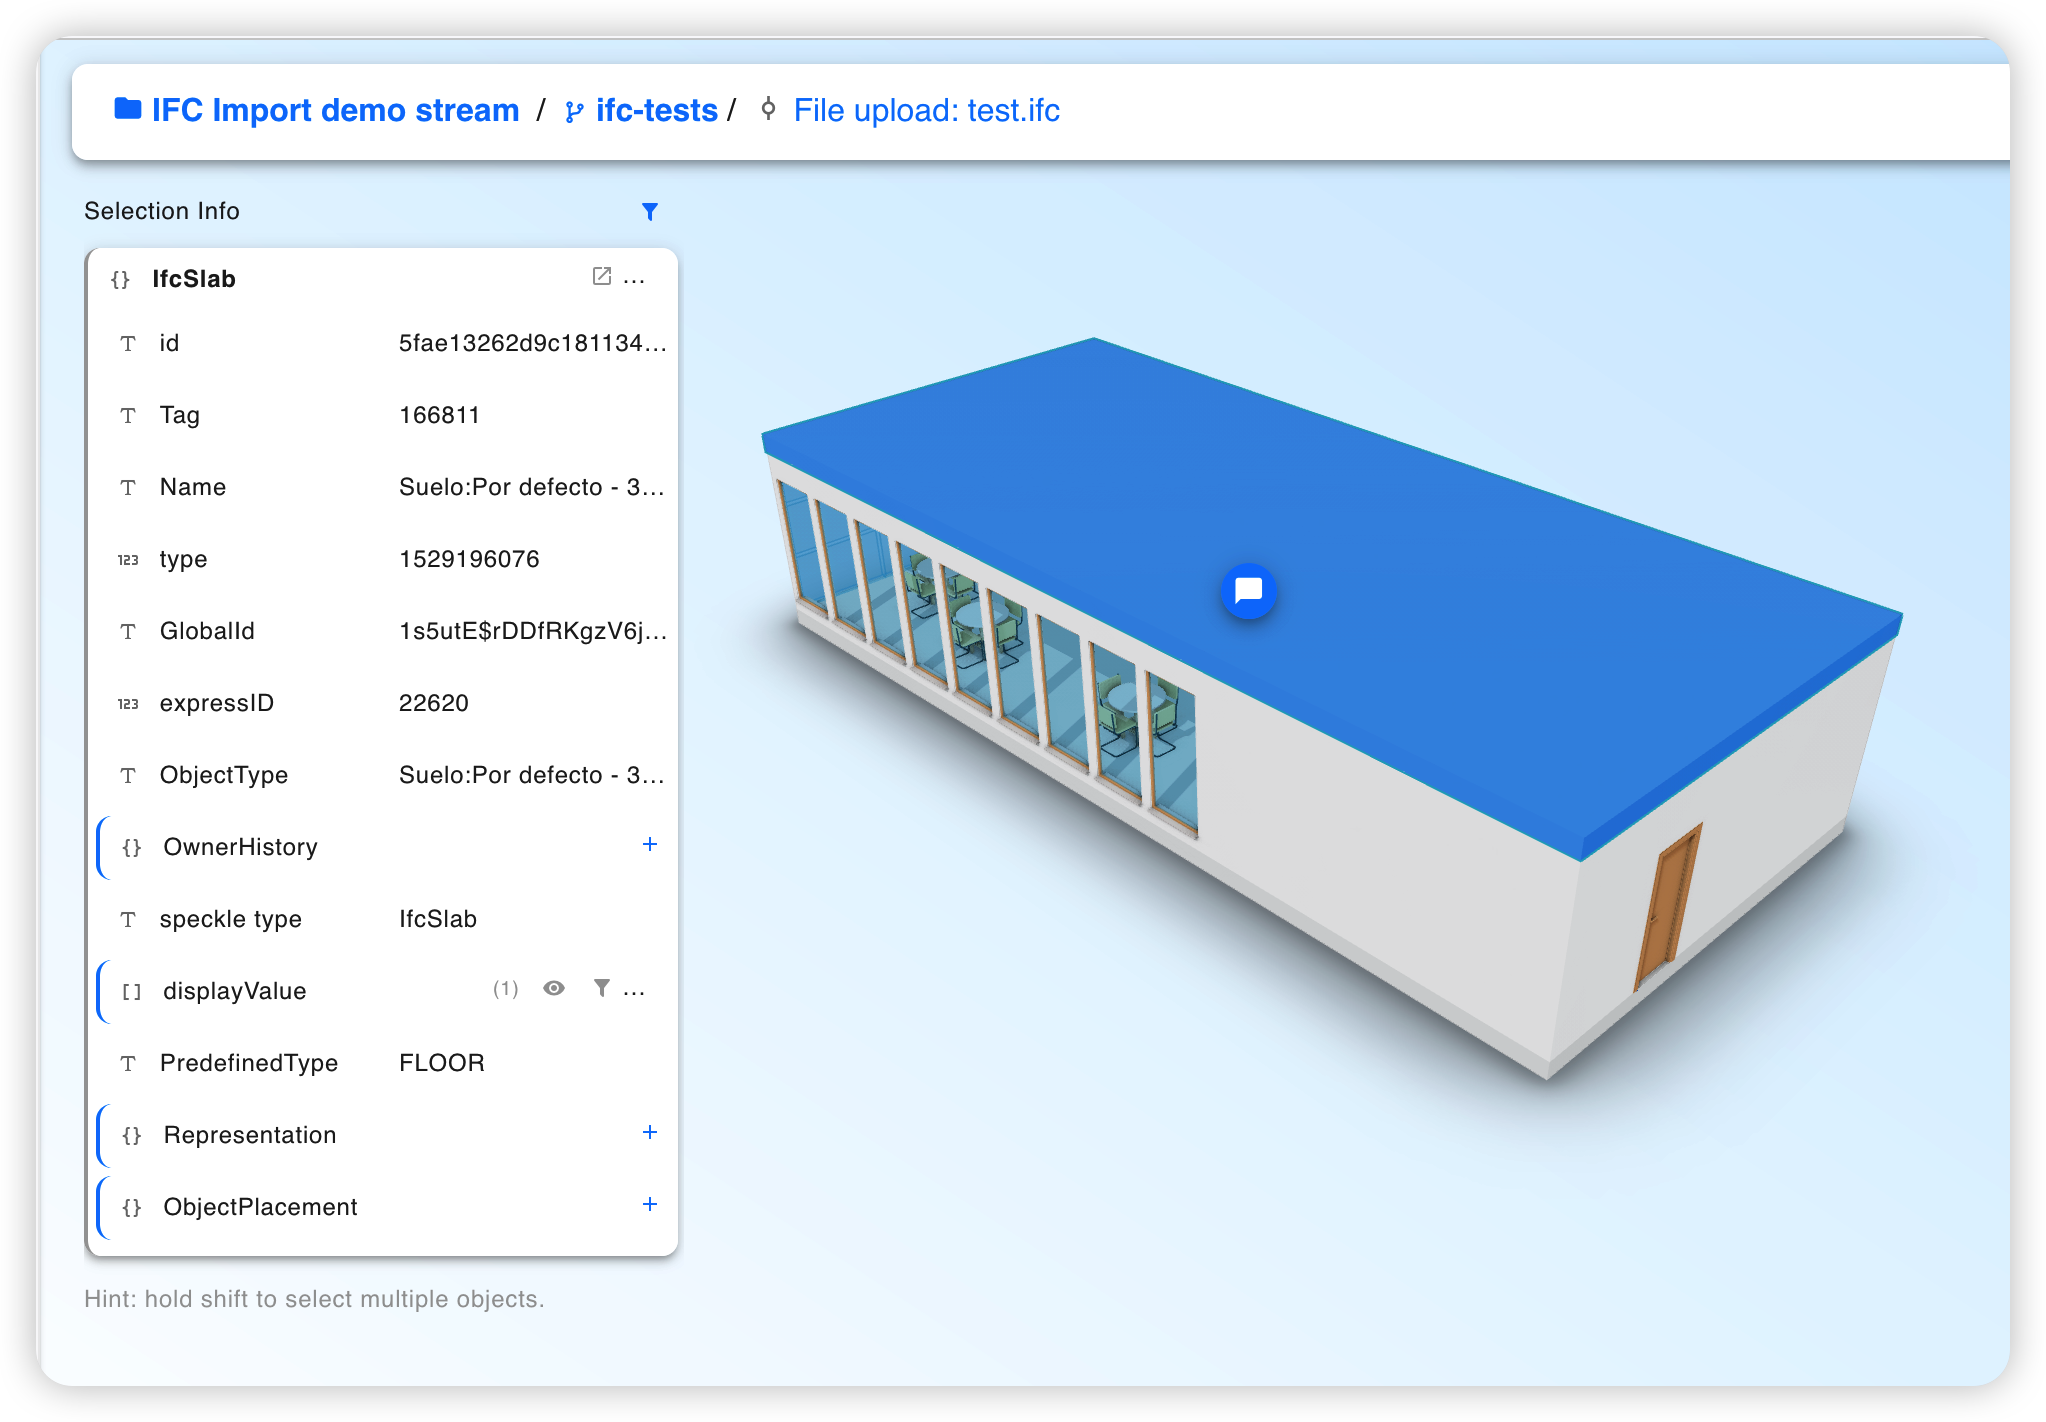 IFC Import demo stream / ifc-tests / File upload: test.ifc
Selection Info
{} IfcSlab ...
T id 5fae13262d9c181134...
T Tag 166811
T Name Suelo:Por defecto - 3...
123 type 1529196076
T GlobalId 1s5utE$rDDfRKgzV6j...
123 expressID 22620
T ObjectType Suelo:Por defecto - 3...
{} OwnerHistory +
T speckle type IfcSlab
[] displayValue (1) ...
T PredefinedType FLOOR
{} Representation +
{} ObjectPlacement +
Hint: hold shift to select multiple objects.